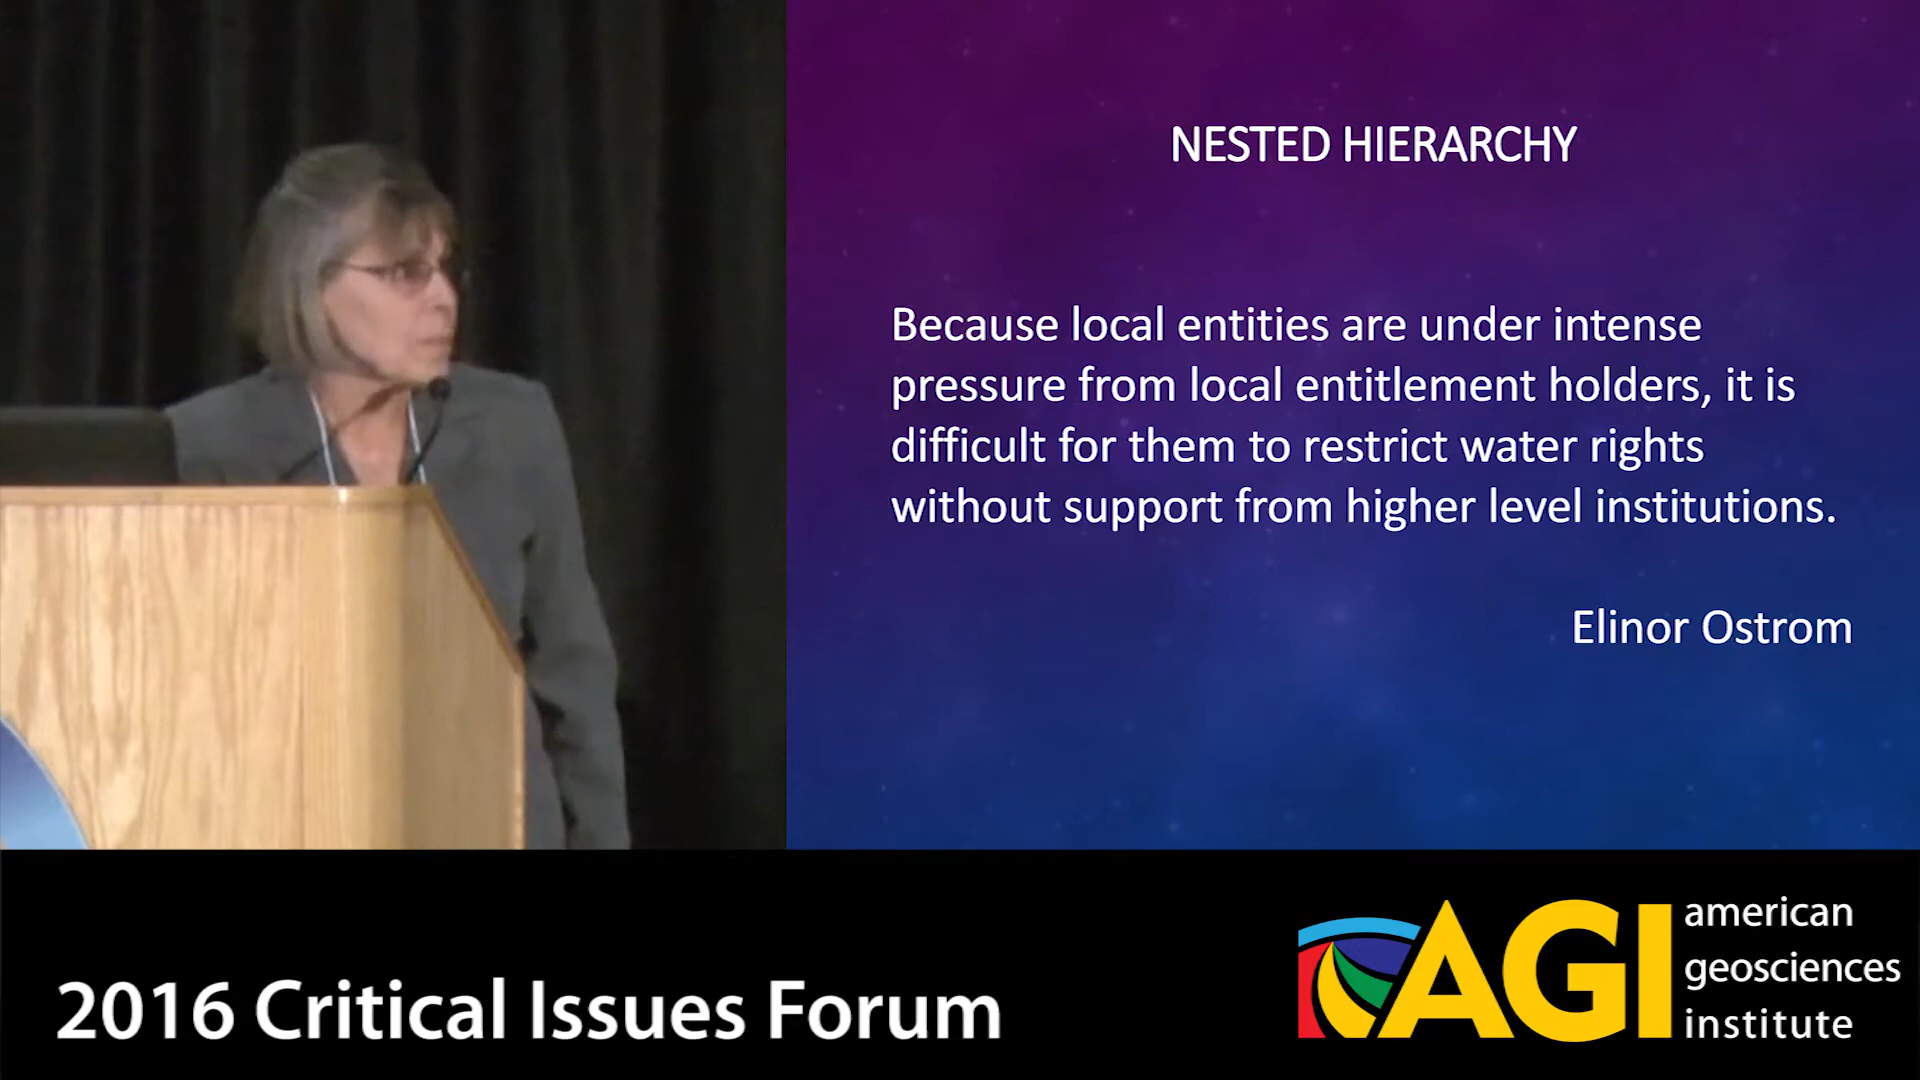 NESTED HIERARCHY
Because local entities are under intense
pressure from local entitlement holders, it is
difficult for them to restrict water rights
without support from higher level institutions.
Elinor Ostrom
2016 Critical Issues Forum
AGI
american
geosciences
institute